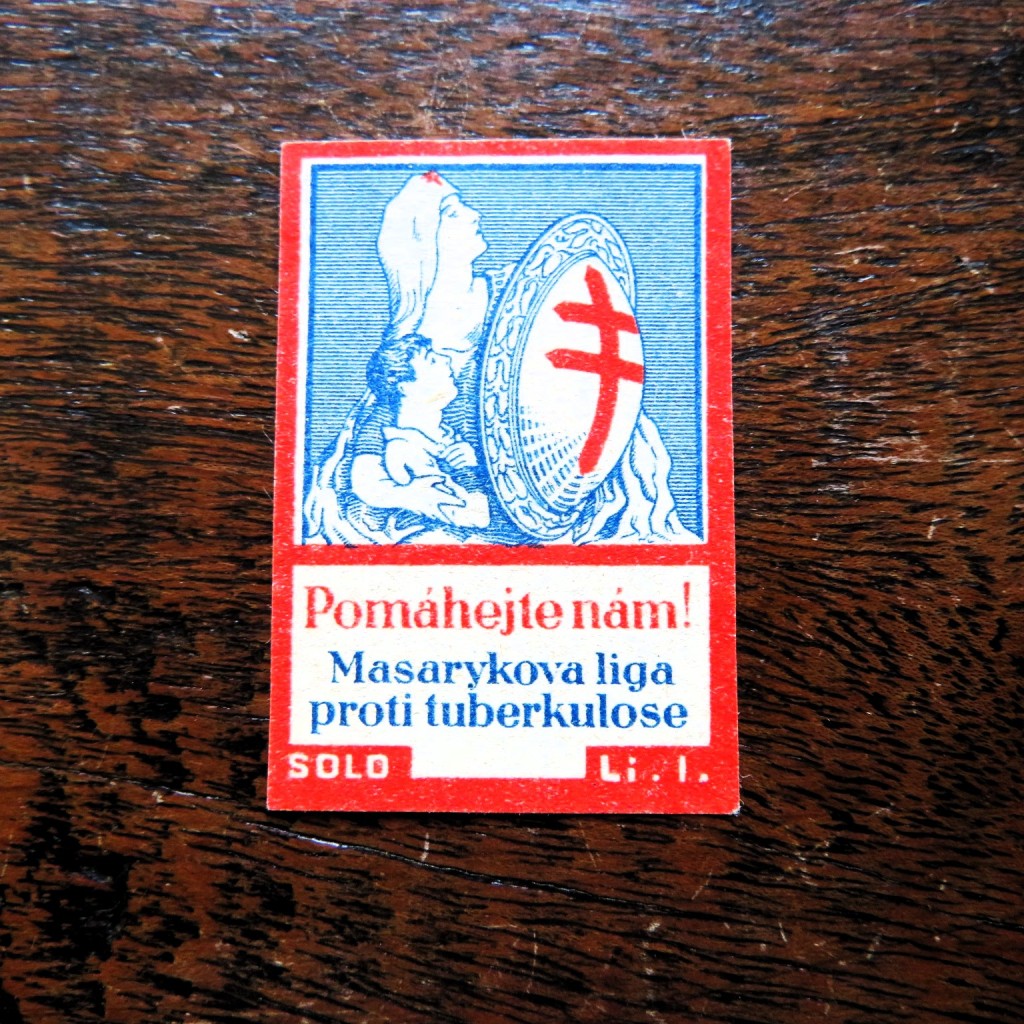 Pomáhejte nám!
Masarykova liga
proti tuberkulose
SOLO Li. I.